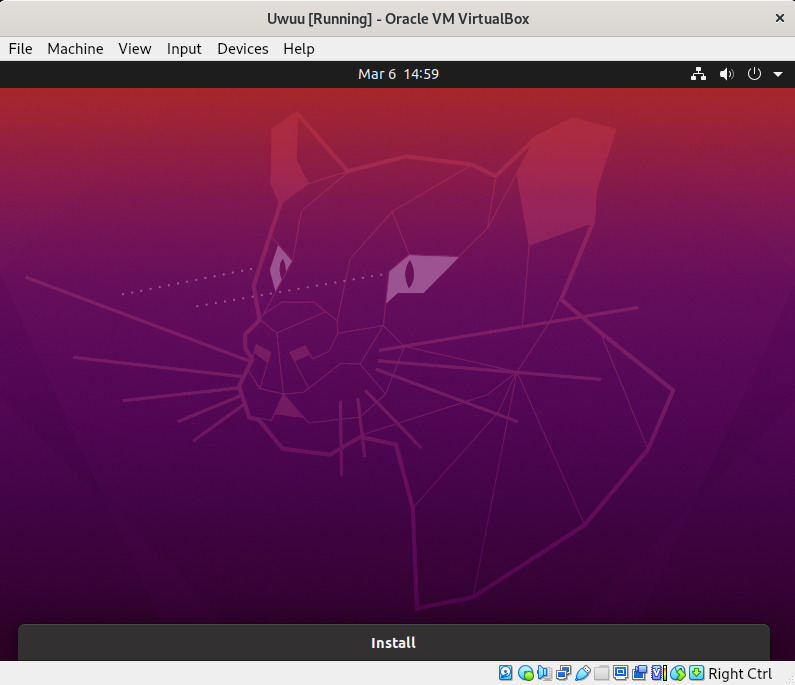 Uwuu [Running] - Oracle VM VirtualBox
File Machine View Input Devices Help
Mar 6 14:59
Install
Right Ctrl